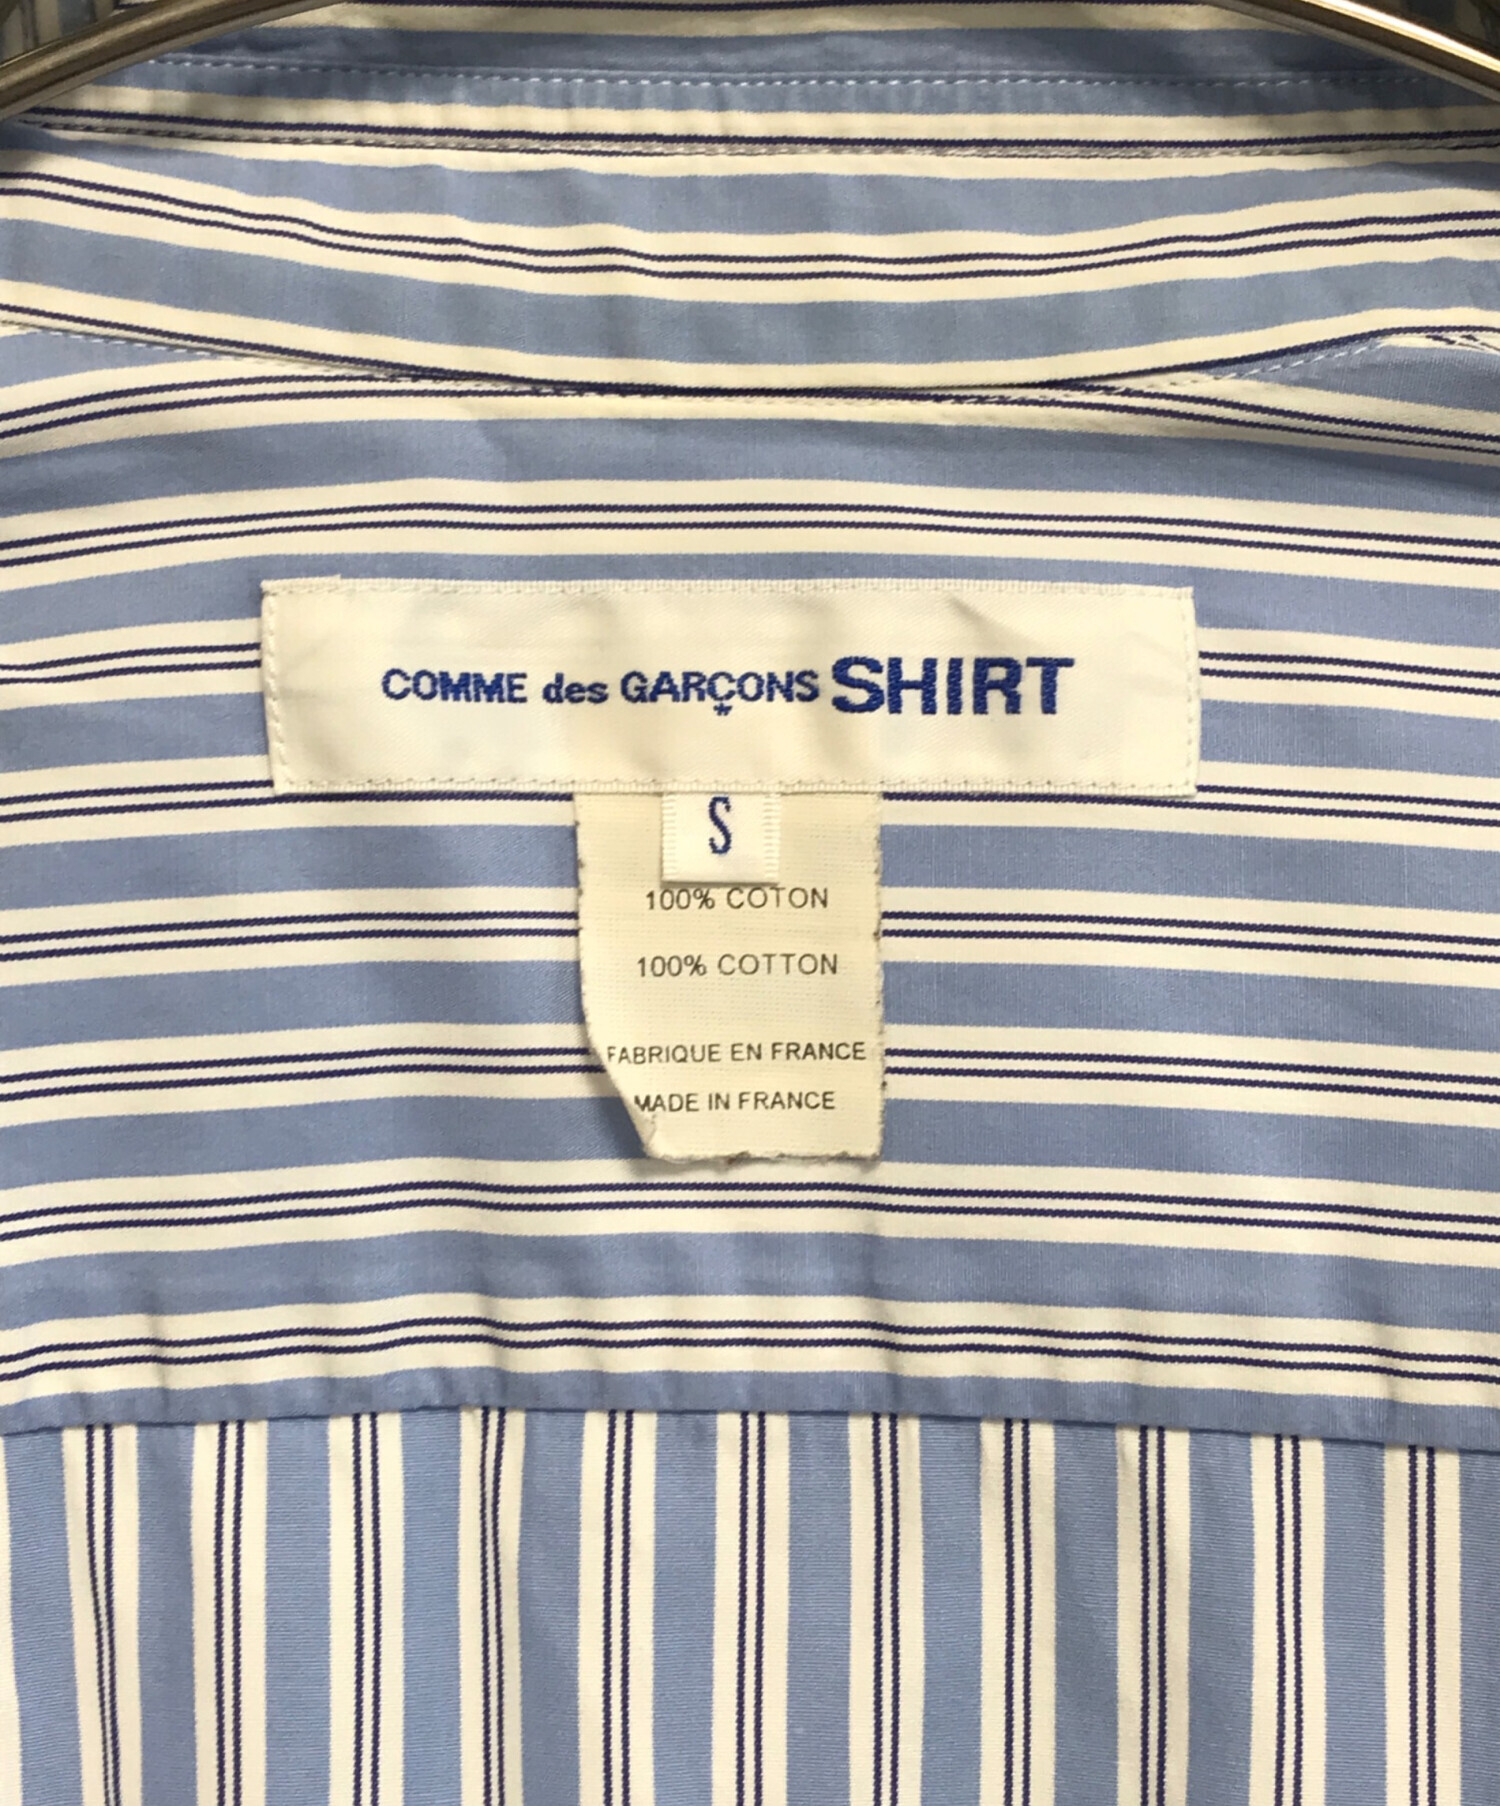 COMME des GARÇONS SHIRT
S
100% COTON
100% COTTON
FABRIQUE EN FRANCE
MADE IN FRANCE